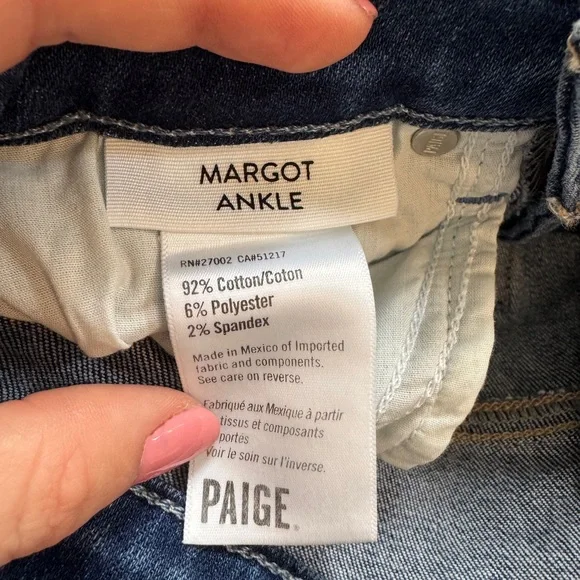 MARGOT
ANKLE
RN#27002 CA#51217
92% Cotton/Coton
6% Polyester
2% Spandex
Made in Mexico of Imported
fabric and components.
See care on reverse.
Fabriqué aux Mexique à partir
tissus et composants
portés
Voir le soin sur l'inverse.
PAIGE